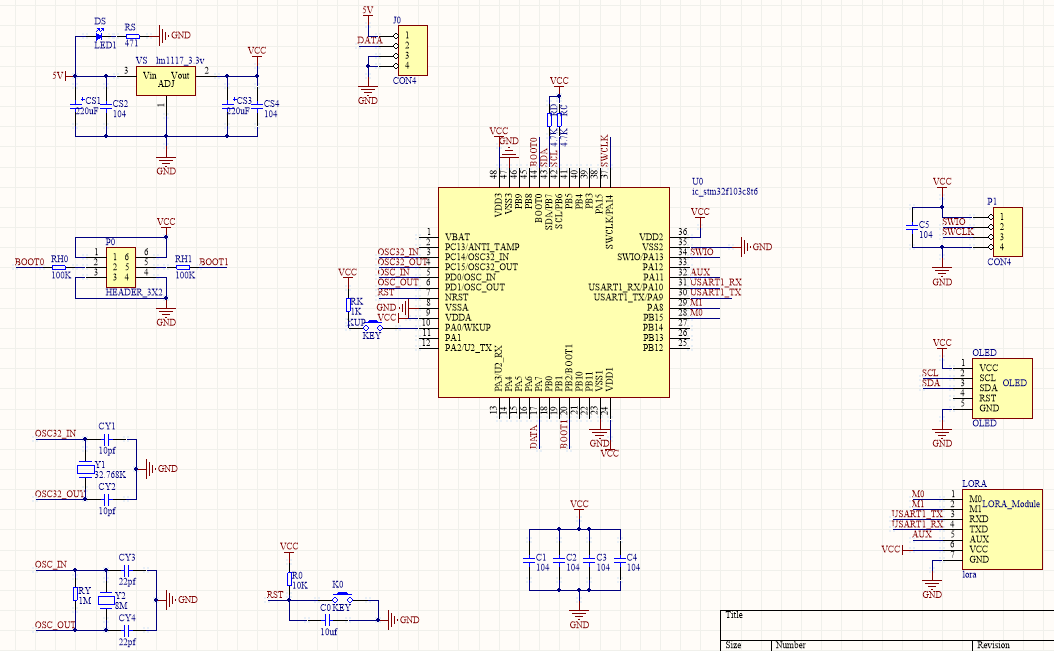 DS
LED1
RS
471
GND
VS
lm1117_3.3v
VCC
5V
3
Vin
Vout
ADJ
2
1
CS1
220uF
CS2
104
CS3
220uF
CS4
104
GND
5V
DATA
J0
1
2
3
4
CON4
GND
VCC
RD
4.7K
RC
4.7K
VCC
GND
BOOT0
SDA
SCL
SWCLK
48
47
46
45
44
43
42
41
40
39
38
37
VDD3
VSS3
PB9
PB8
BOOT0
SDA/PB7
SCL/PB6
PB5
PB4
PB3
PA15
SWCLK/PA14
U0
ic_stm32f103c8t6
1 VBAT
2 PC13/ANTI_TAMP
OSC32_IN 3 PC14/OSC32_IN
OSC32_OUT 4 PC15/OSC32_OUT
OSC_IN 5 PD0/OSC_IN
OSC_OUT 6 PD1/OSC_OUT
RST 7 NRST
GND 8 VSSA
VCC 9 VDDA
10 PA0/WKUP
11 PA1
12 PA2/U2_TX
VCC
RK
1K
KUP
KEY
VCC
VDD2 36
VSS2 35 GND
SWIO/PA13 34 SWIO
PA12 33
PA11 32 AUX
USART1_RX/PA10 31 USART1_RX
USART1_TX/PA9 30 USART1_TX
PA8 29 M1
PB15 28 M0
PB14 27
PB13 26
PB12 25
PA3/U2_RX
PA4
PA5
PA6
PA7
PB0
PB1
PB2/BOOT1
PB10
PB11
VSS1
VDD1
13
14
15
16
17
18
19
20
21
22
23
24
DATA
BOOT1
GND
VCC
VCC
P0
BOOT0
RH0
100K
1
2
3
1 6
2 5
3 4
6
5
4
RH1
100K
BOOT1
HEADER_3X2
GND
VCC
C5
104
P1
SWIO
SWCLK
1
2
3
4
CON4
GND
VCC
OLED
1 VCC
SCL 2 SCL
SDA 3 SDA
4 RST
5 GND
OLED
OLED
GND
OSC32_IN
CY1
10pf
Y1
32.768K
GND
OSC32_OUT
CY2
10pf
OSC_IN
CY3
22pf
RY
1M
Y2
8M
GND
OSC_OUT
CY4
22pf
VCC
R0
10K
RST
K0
KEY
C0
10uf
GND
VCC
C1
104
C2
104
C3
104
C4
104
GND
LORA
M0 1 M0
M1 2 M1
USART1_TX 3 RXD
USART1_RX 4 TXD
AUX 5 AUX
VCC 6 VCC
7 GND
LORA_Module
lora
GND
Title
Size
Number
Revision